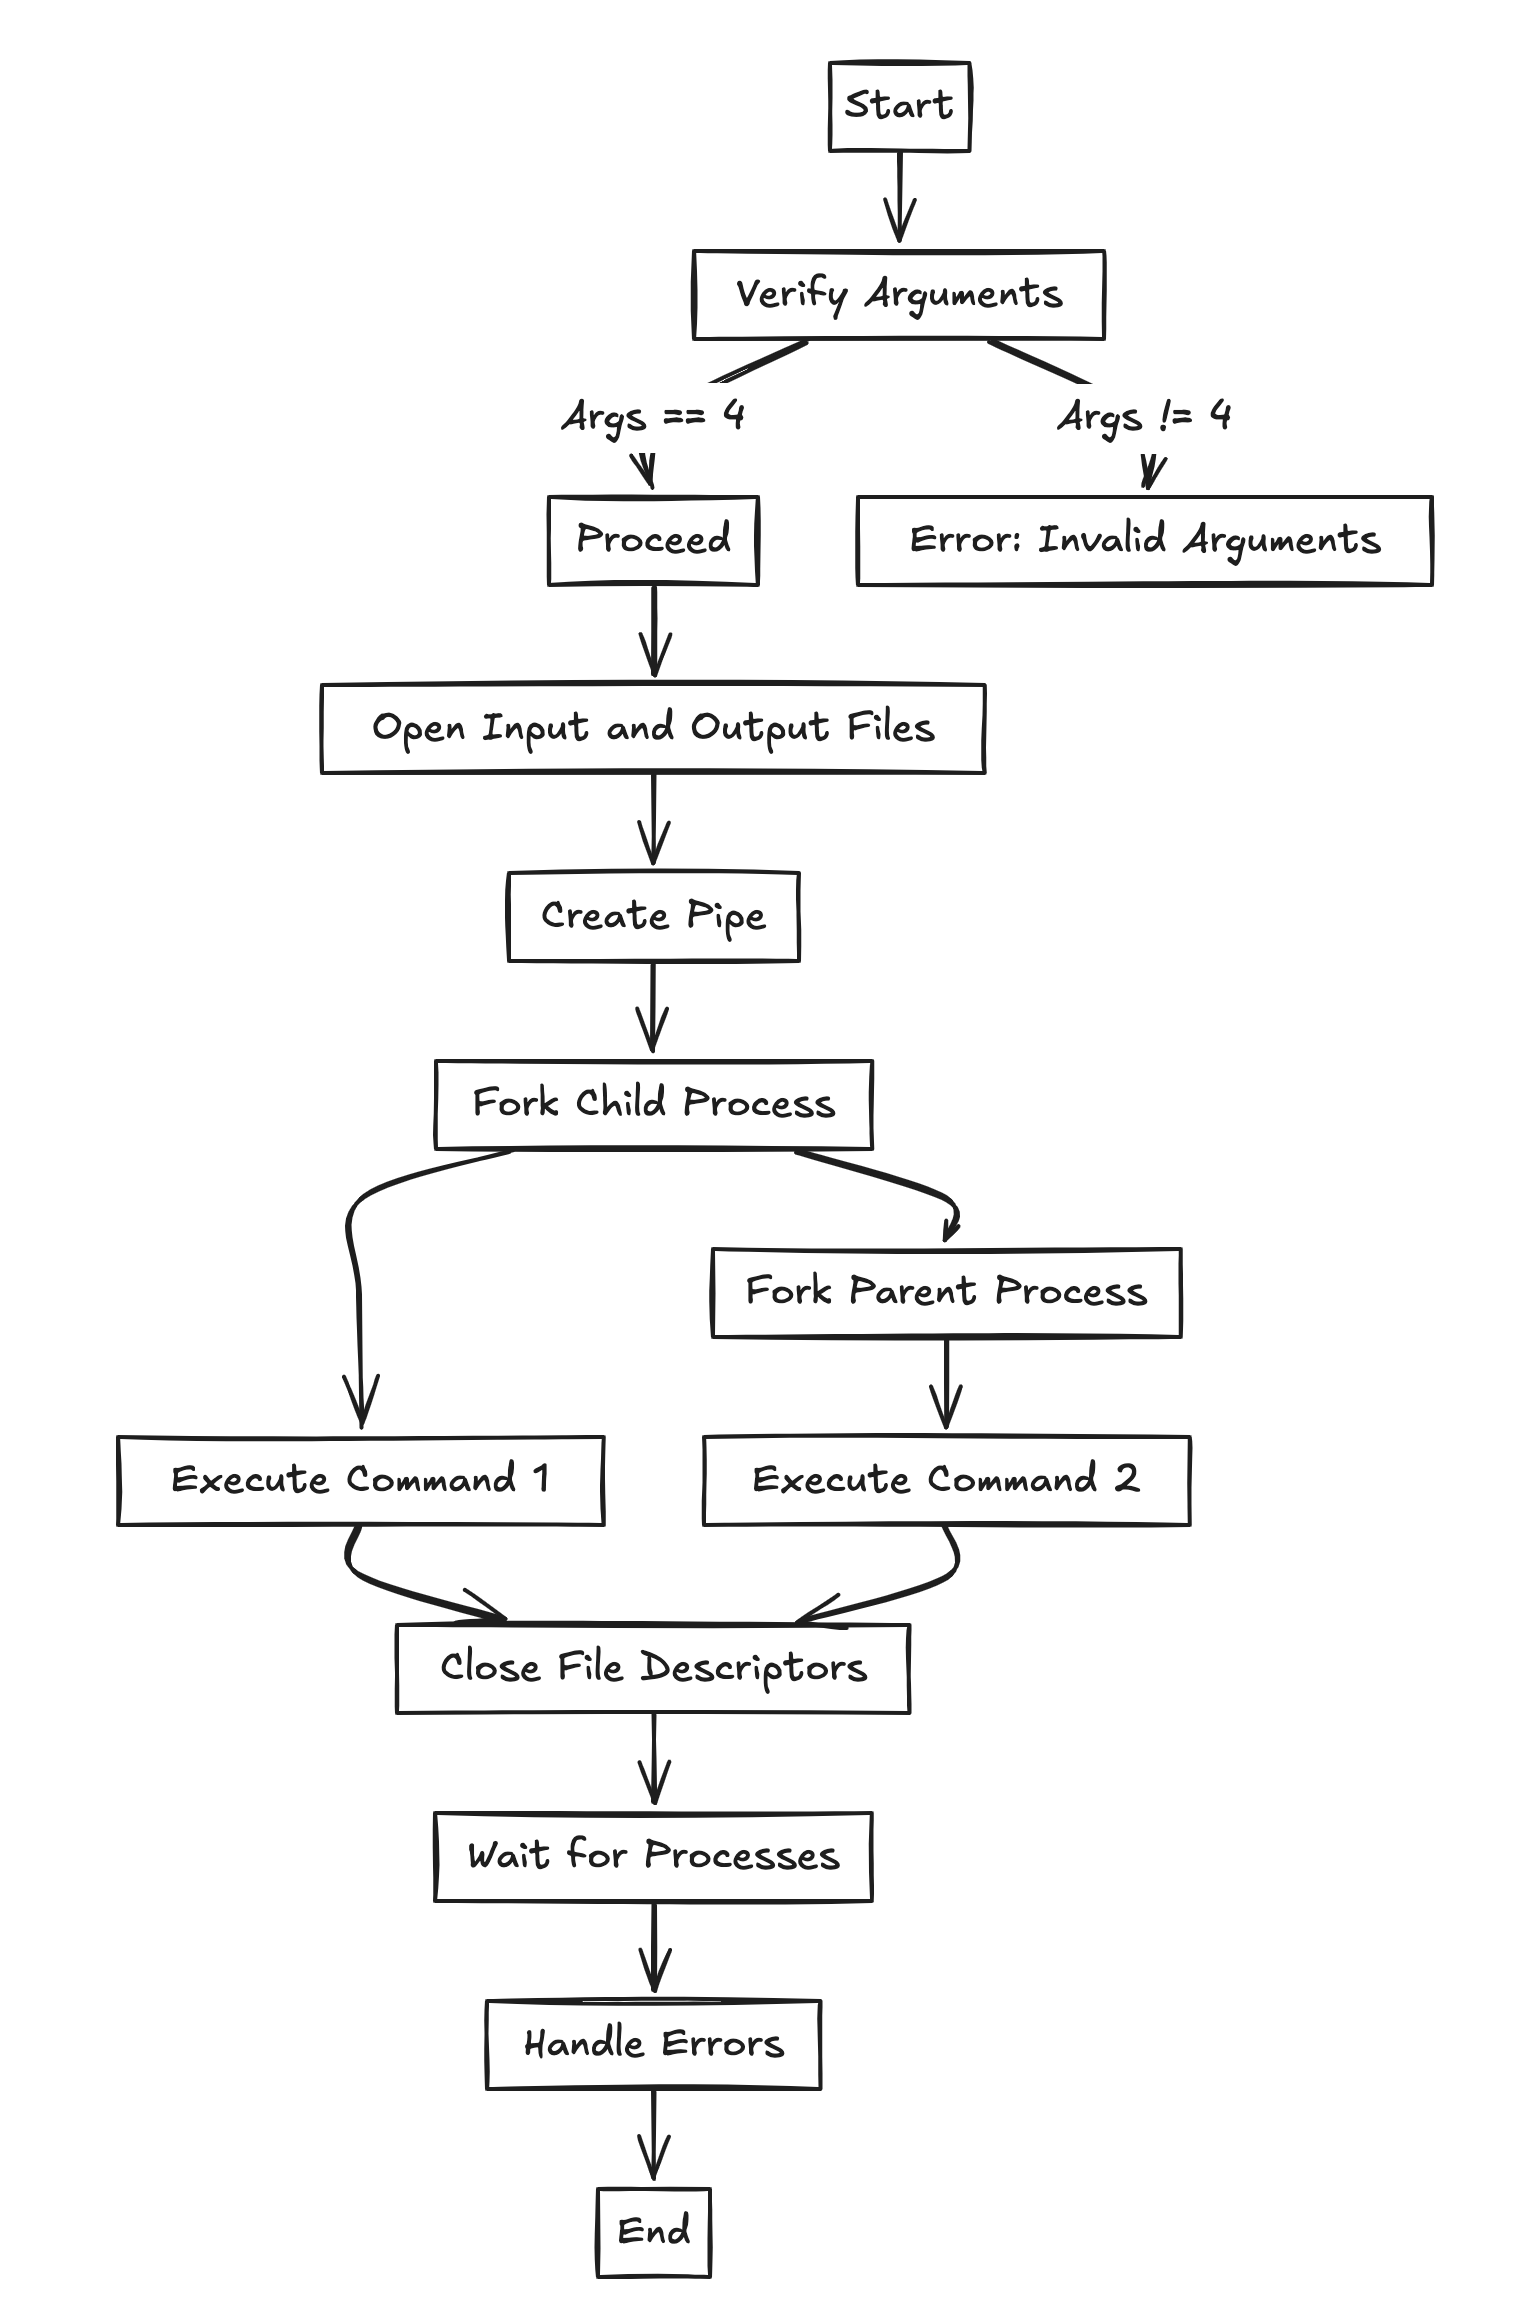 Start
Verify Arguments
Args == 4
Args != 4
Proceed
Error: Invalid Arguments
Open Input and Output Files
Create Pipe
Fork Child Process
Fork Parent Process
Execute Command 1
Execute Command 2
Close File Descriptors
Wait for Processes
Handle Errors
End